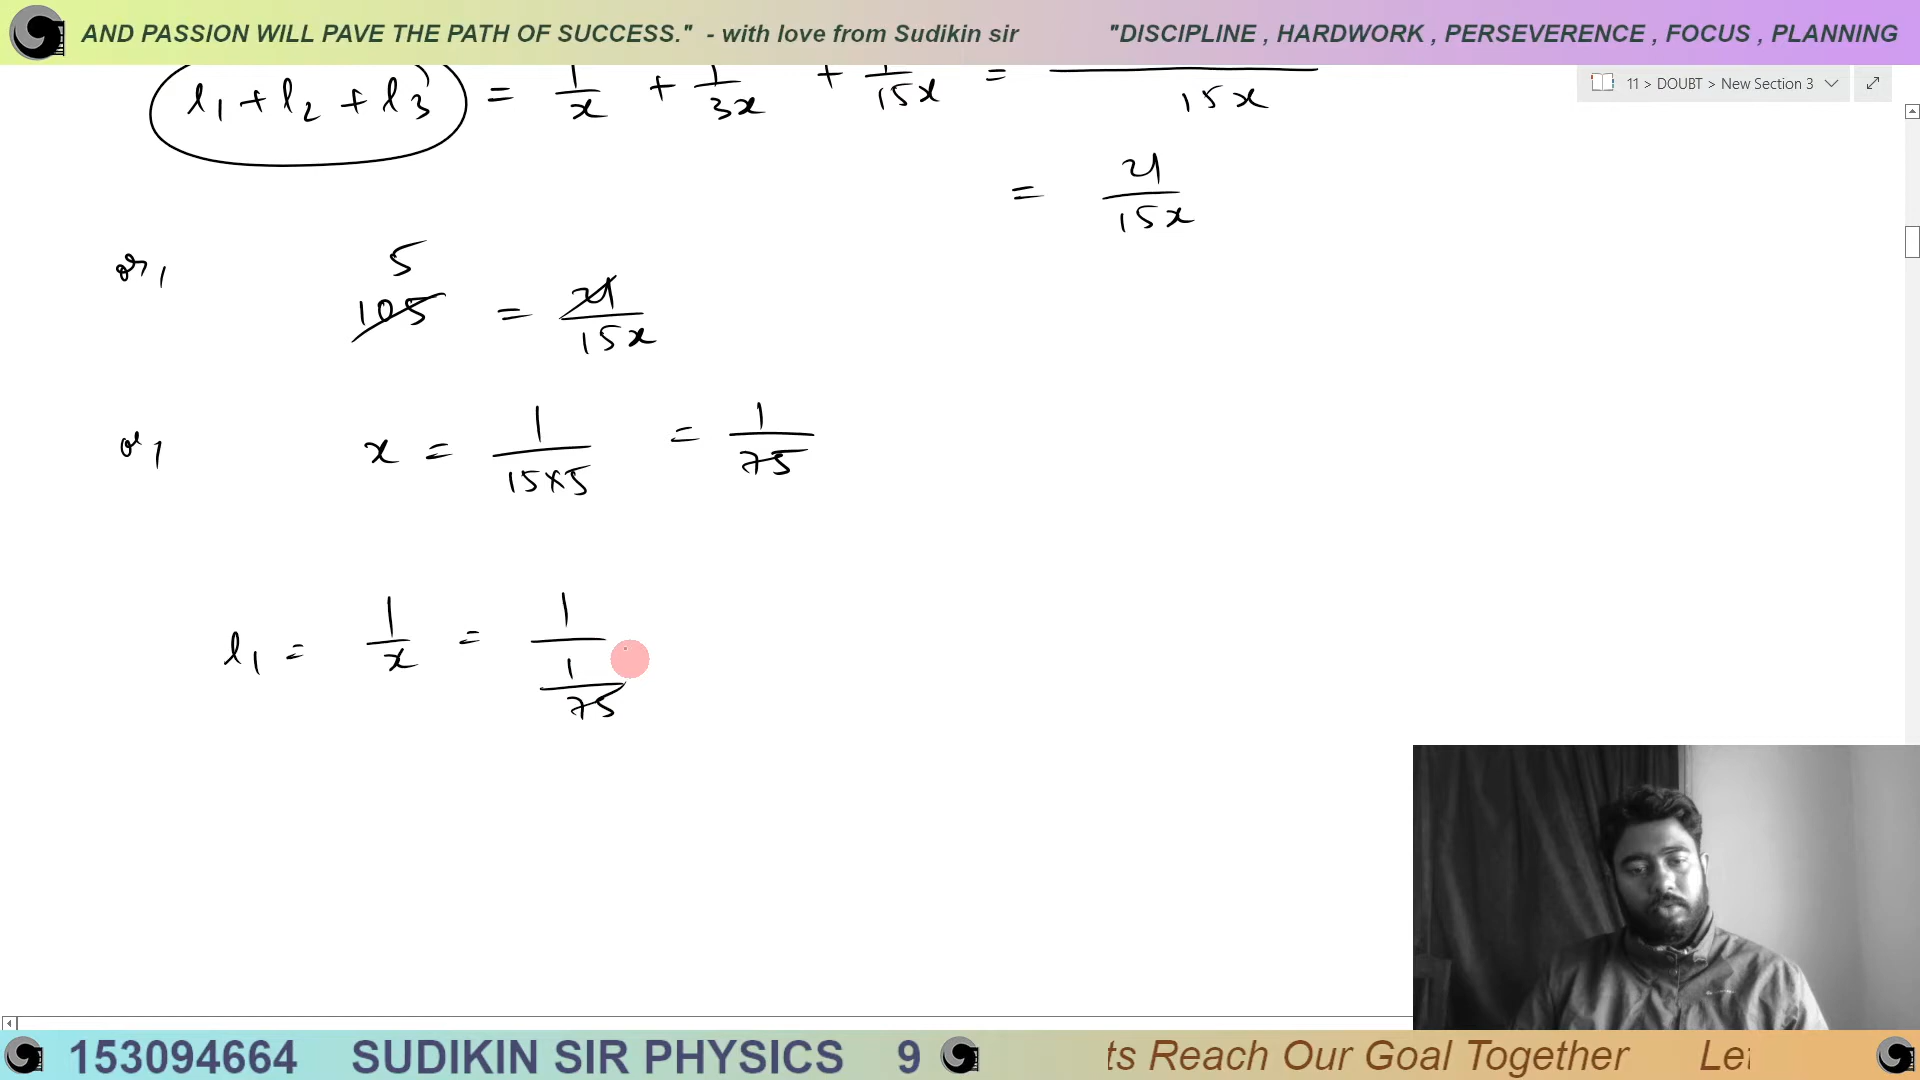 AND PASSION WILL PAVE THE PATH OF SUCCESS." - with love from Sudikin sir "DISCIPLINE , HARDWORK , PERSEVERENCE , FOCUS , PLANNING
11 > DOUBT > New Section 3
l₁ + l₂ + l₃ = 1/x + 1/3x + 1/15x = /15x
= 21/15x
or, 105 = 21/15x
5
or, x = 1/15×5 = 1/75
l₁ = 1/x = 1/(1/75)
153094664 SUDIKIN SIR PHYSICS 9 ts Reach Our Goal Together Let